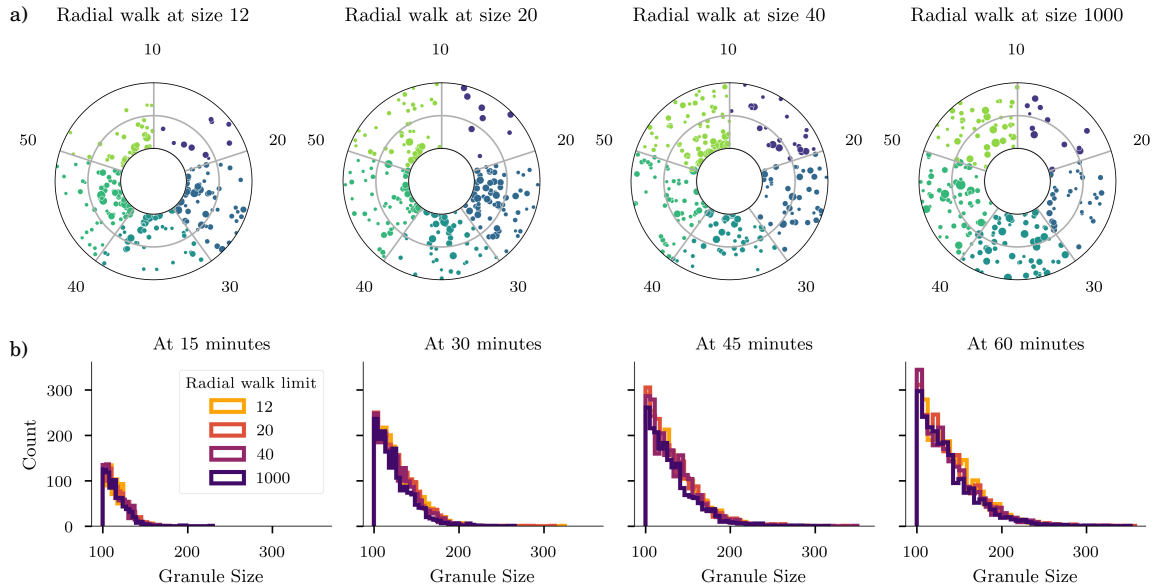 a)
Radial walk at size 12
Radial walk at size 20
Radial walk at size 40
Radial walk at size 1000
10
10
10
10
50
20
50
20
50
20
50
20
40
30
40
30
40
30
40
30
b)
At 15 minutes
At 30 minutes
At 45 minutes
At 60 minutes
Radial walk limit
12
20
40
1000
Count
300
200
100
0
100
200
300
100
200
300
100
200
300
100
200
300
Granule Size
Granule Size
Granule Size
Granule Size